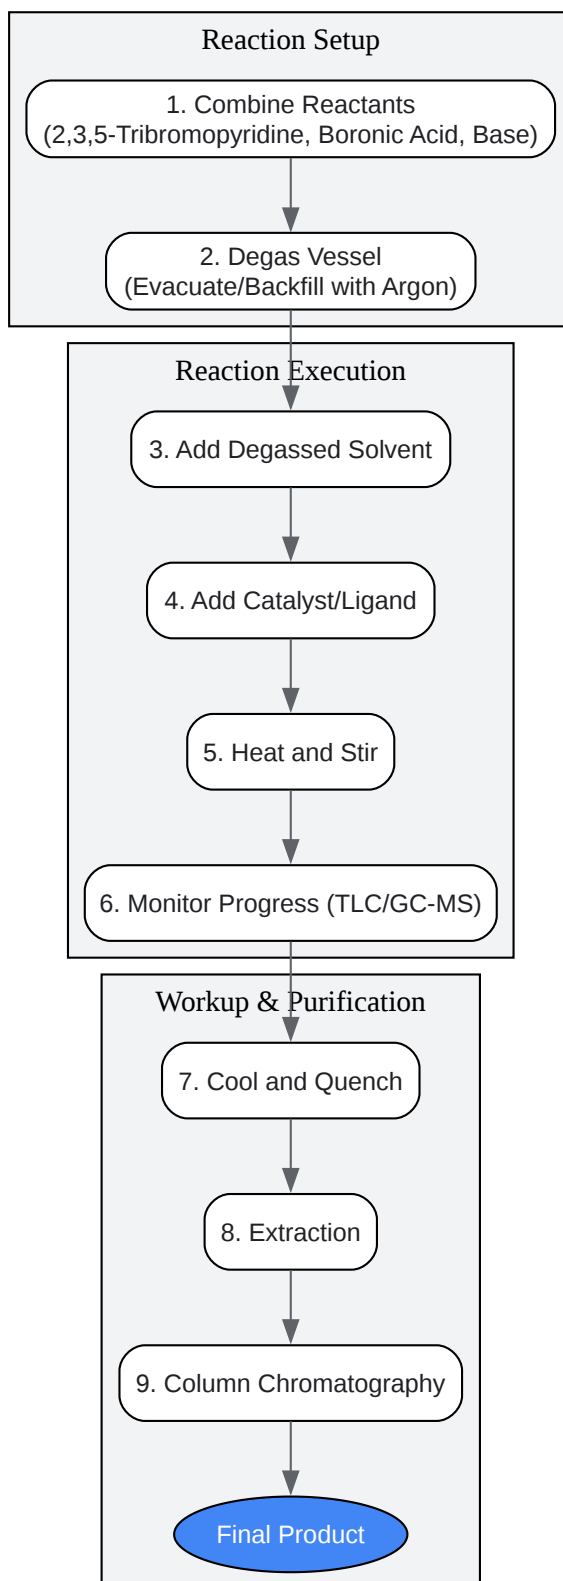 Reaction Setup
1. Combine Reactants
(2,3,5-Tribromopyridine, Boronic Acid, Base)
2. Degas Vessel
(Evacuate/Backfill with Argon)
Reaction Execution
3. Add Degassed Solvent
4. Add Catalyst/Ligand
5. Heat and Stir
6. Monitor Progress (TLC/GC-MS)
Workup & Purification
7. Cool and Quench
8. Extraction
9. Column Chromatography
Final Product